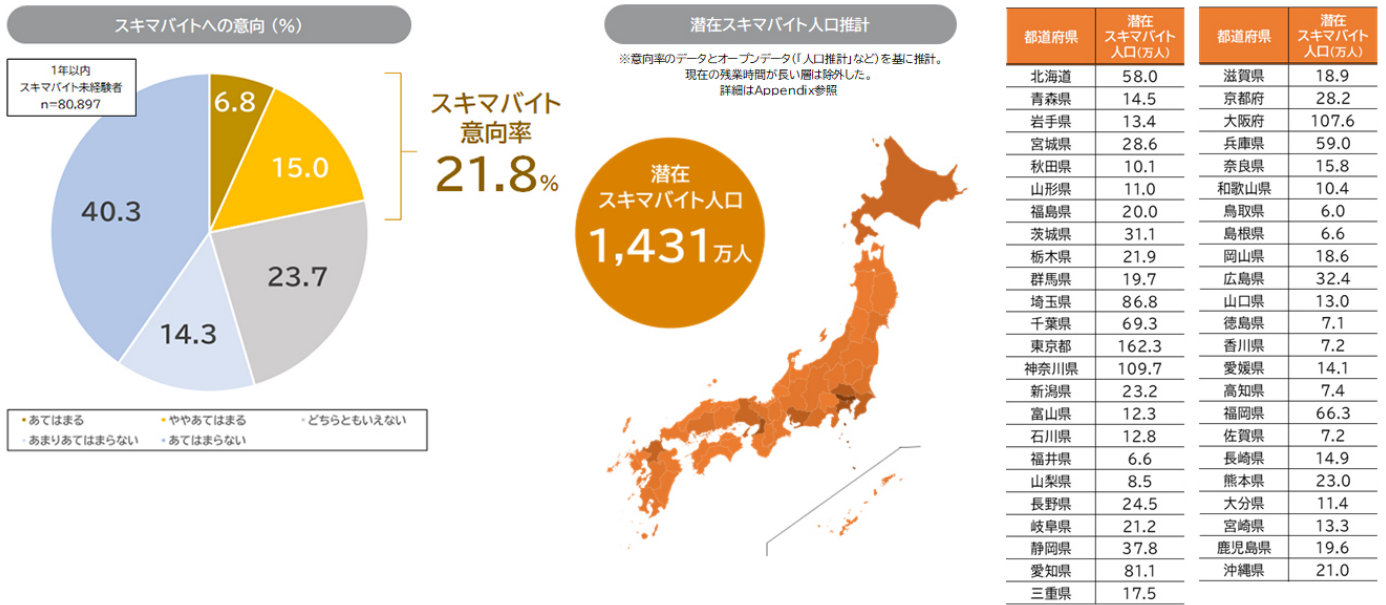 スキマバイトへの意向 (%)
1年以内
スキマバイト未経験者
n=80,897
6.8
15.0
23.7
14.3
40.3
スキマバイト
意向率
21.8%
・あてはまる ・ややあてはまる ・どちらともいえない
・あまりあてはまらない ・あてはまらない
潜在スキマバイト人口推計
※意向率のデータとオープンデータ(「人口推計」など)を基に推計。
現在の残業時間が長い層は除外した。
詳細はAppendix参照
潜在
スキマバイト人口
1,431万人
都道府県 潜在スキマバイト人口(万人)
北海道 58.0
青森県 14.5
岩手県 13.4
宮城県 28.6
秋田県 10.1
山形県 11.0
福島県 20.0
茨城県 31.1
栃木県 21.9
群馬県 19.7
埼玉県 86.8
千葉県 69.3
東京都 162.3
神奈川県 109.7
新潟県 23.2
富山県 12.3
石川県 12.8
福井県 6.6
山梨県 8.5
長野県 24.5
岐阜県 21.2
静岡県 37.8
愛知県 81.1
三重県 17.5
都道府県 潜在スキマバイト人口(万人)
滋賀県 18.9
京都府 28.2
大阪府 107.6
兵庫県 59.0
奈良県 15.8
和歌山県 10.4
鳥取県 6.0
島根県 6.6
岡山県 18.6
広島県 32.4
山口県 13.0
徳島県 7.1
香川県 7.2
愛媛県 14.1
高知県 7.4
福岡県 66.3
佐賀県 7.2
長崎県 14.9
熊本県 23.0
大分県 11.4
宮崎県 13.3
鹿児島県 19.6
沖縄県 21.0